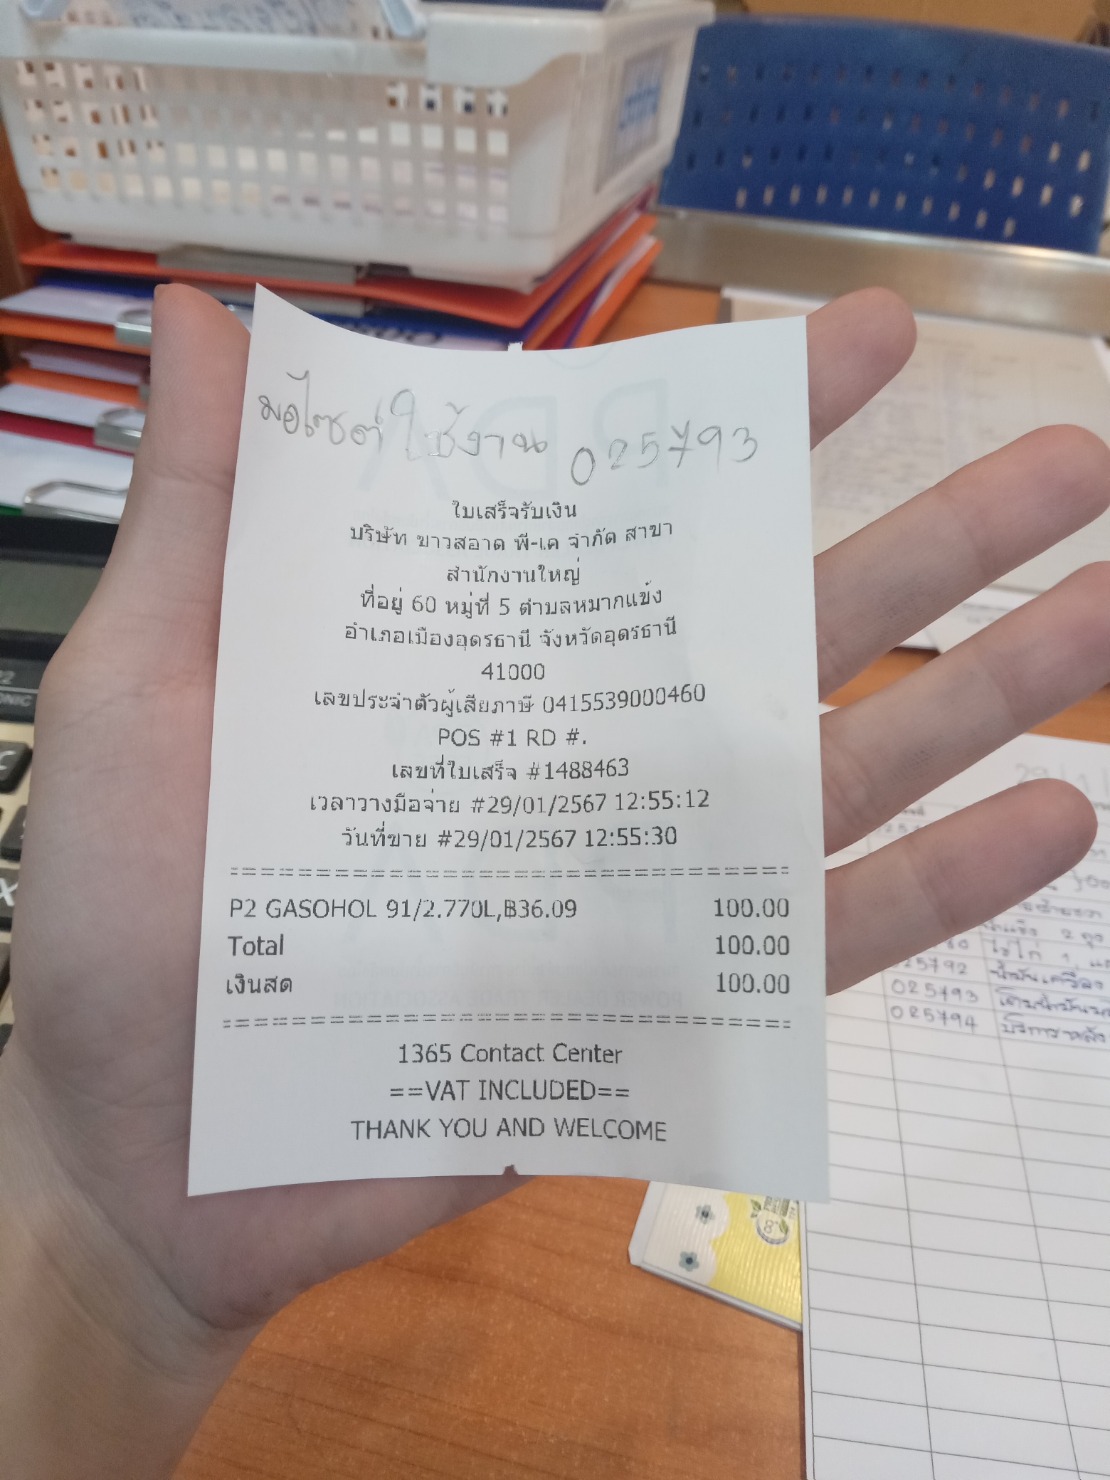 มอไซต์ ใช้งาน 025793
ใบเสร็จรับเงิน
บริษัท ขาวสอาด พี-เค จำกัด สาขา
สำนักงานใหญ่
ที่อยู่ 60 หมู่ที่ 5 ตำบลหมากแข้ง
อำเภอเมืองอุดรธานี จังหวัดอุดรธานี
41000
เลขประจำตัวผู้เสียภาษี 0415539000460
POS #1 RD #.
เลขที่ใบเสร็จ #1488463
เวลาวางมือจ่าย #29/01/2567 12:55:12
วันที่ขาย #29/01/2567 12:55:30
P2 GASOHOL 91/2.770L,฿36.09 100.00
Total 100.00
เงินสด 100.00
1365 Contact Center
==VAT INCLUDED==
THANK YOU AND WELCOME
025793
025794